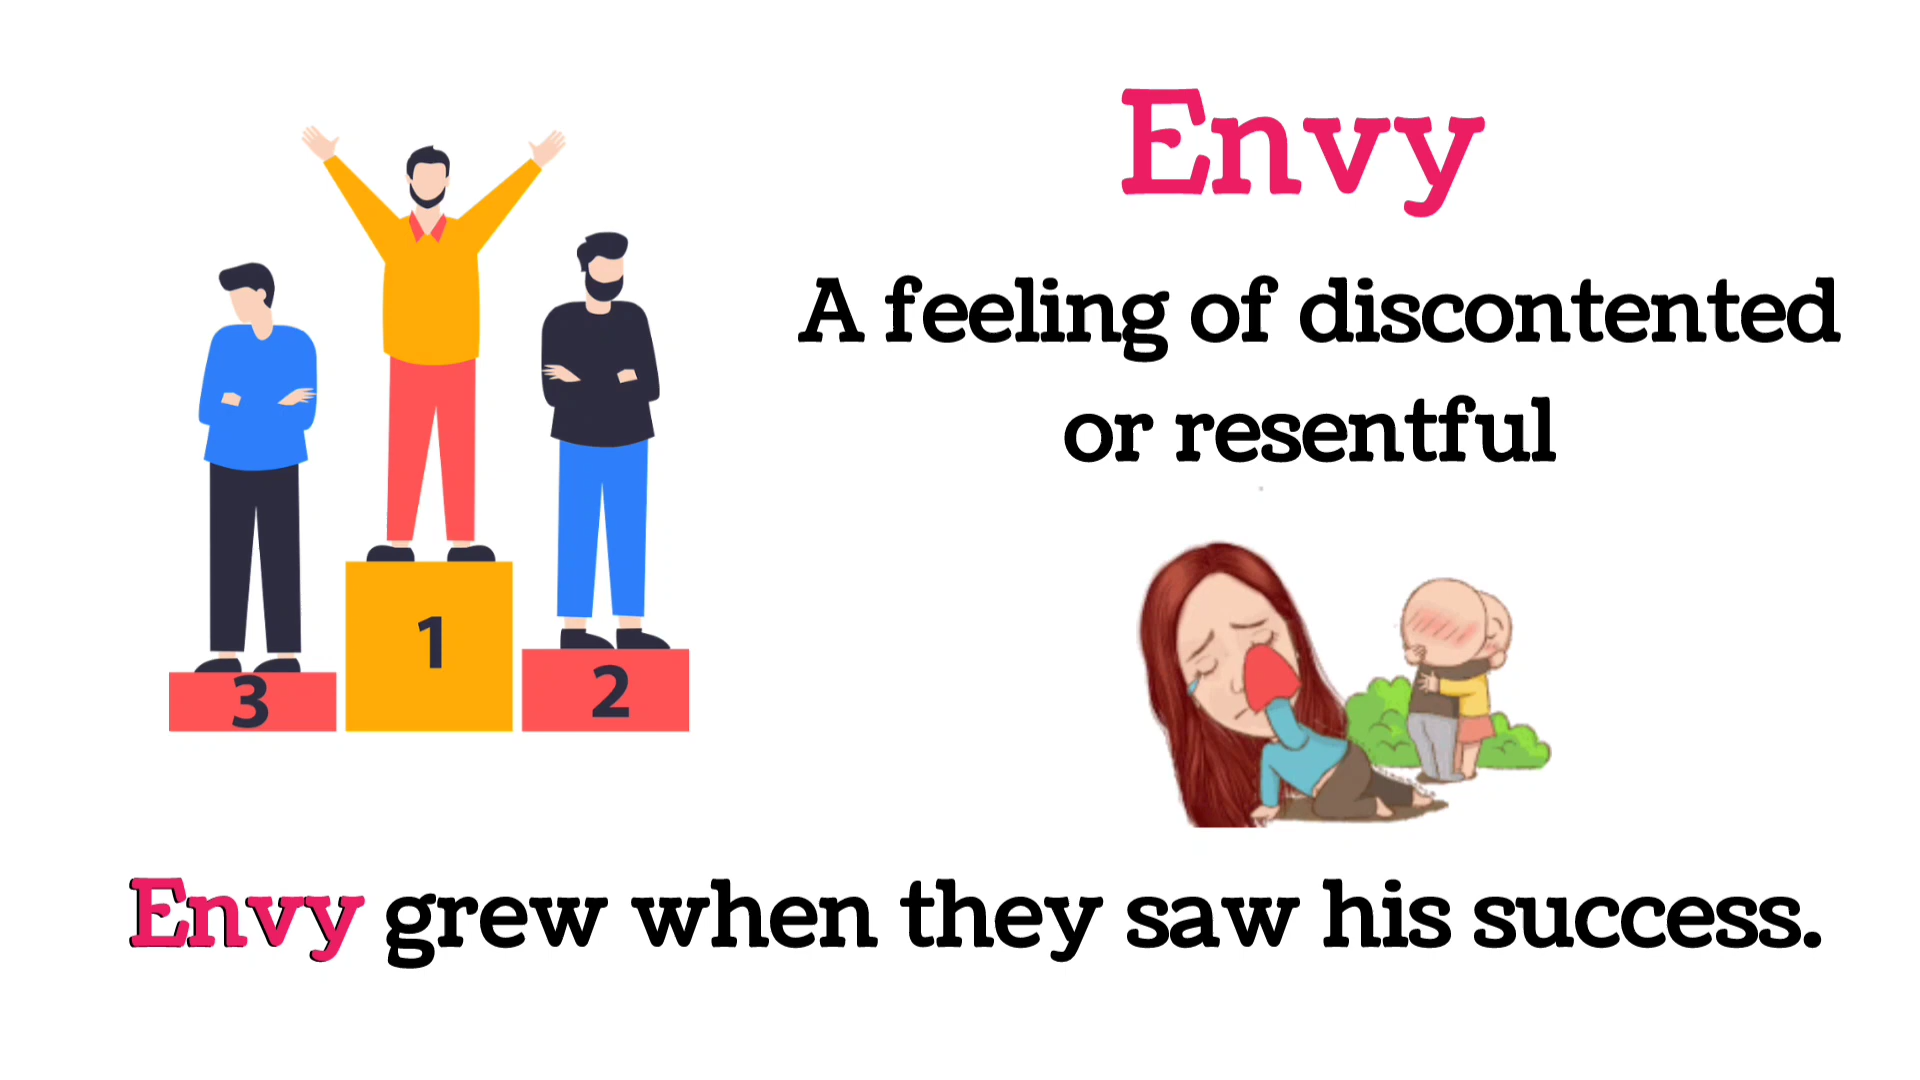 Envy
A feeling of discontented
or resentful
1
2
3
Envy grew when they saw his success.